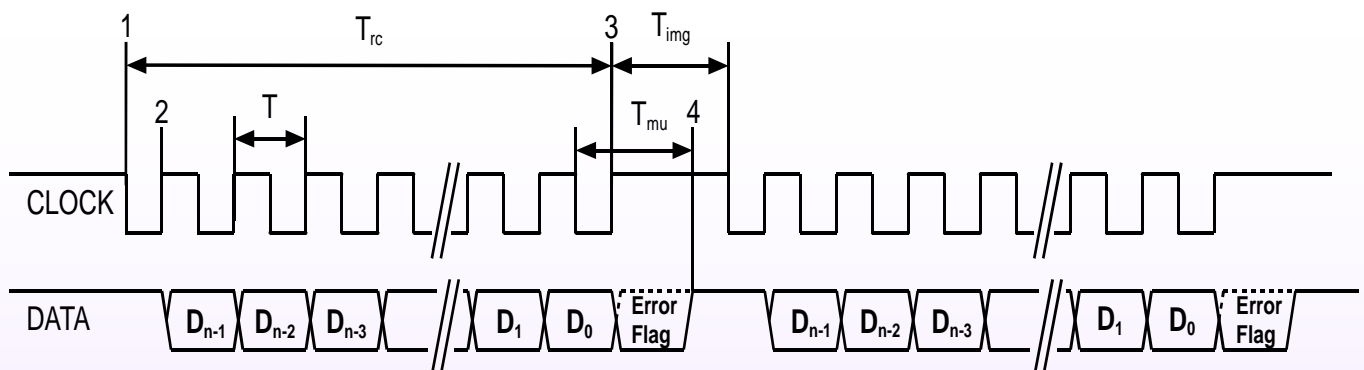 1 T_rc 3 T_img
2 T T_mu 4
CLOCK
DATA D_n-1 D_n-2 D_n-3 D_1 D_0 Error Flag D_n-1 D_n-2 D_n-3 D_1 D_0 Error Flag